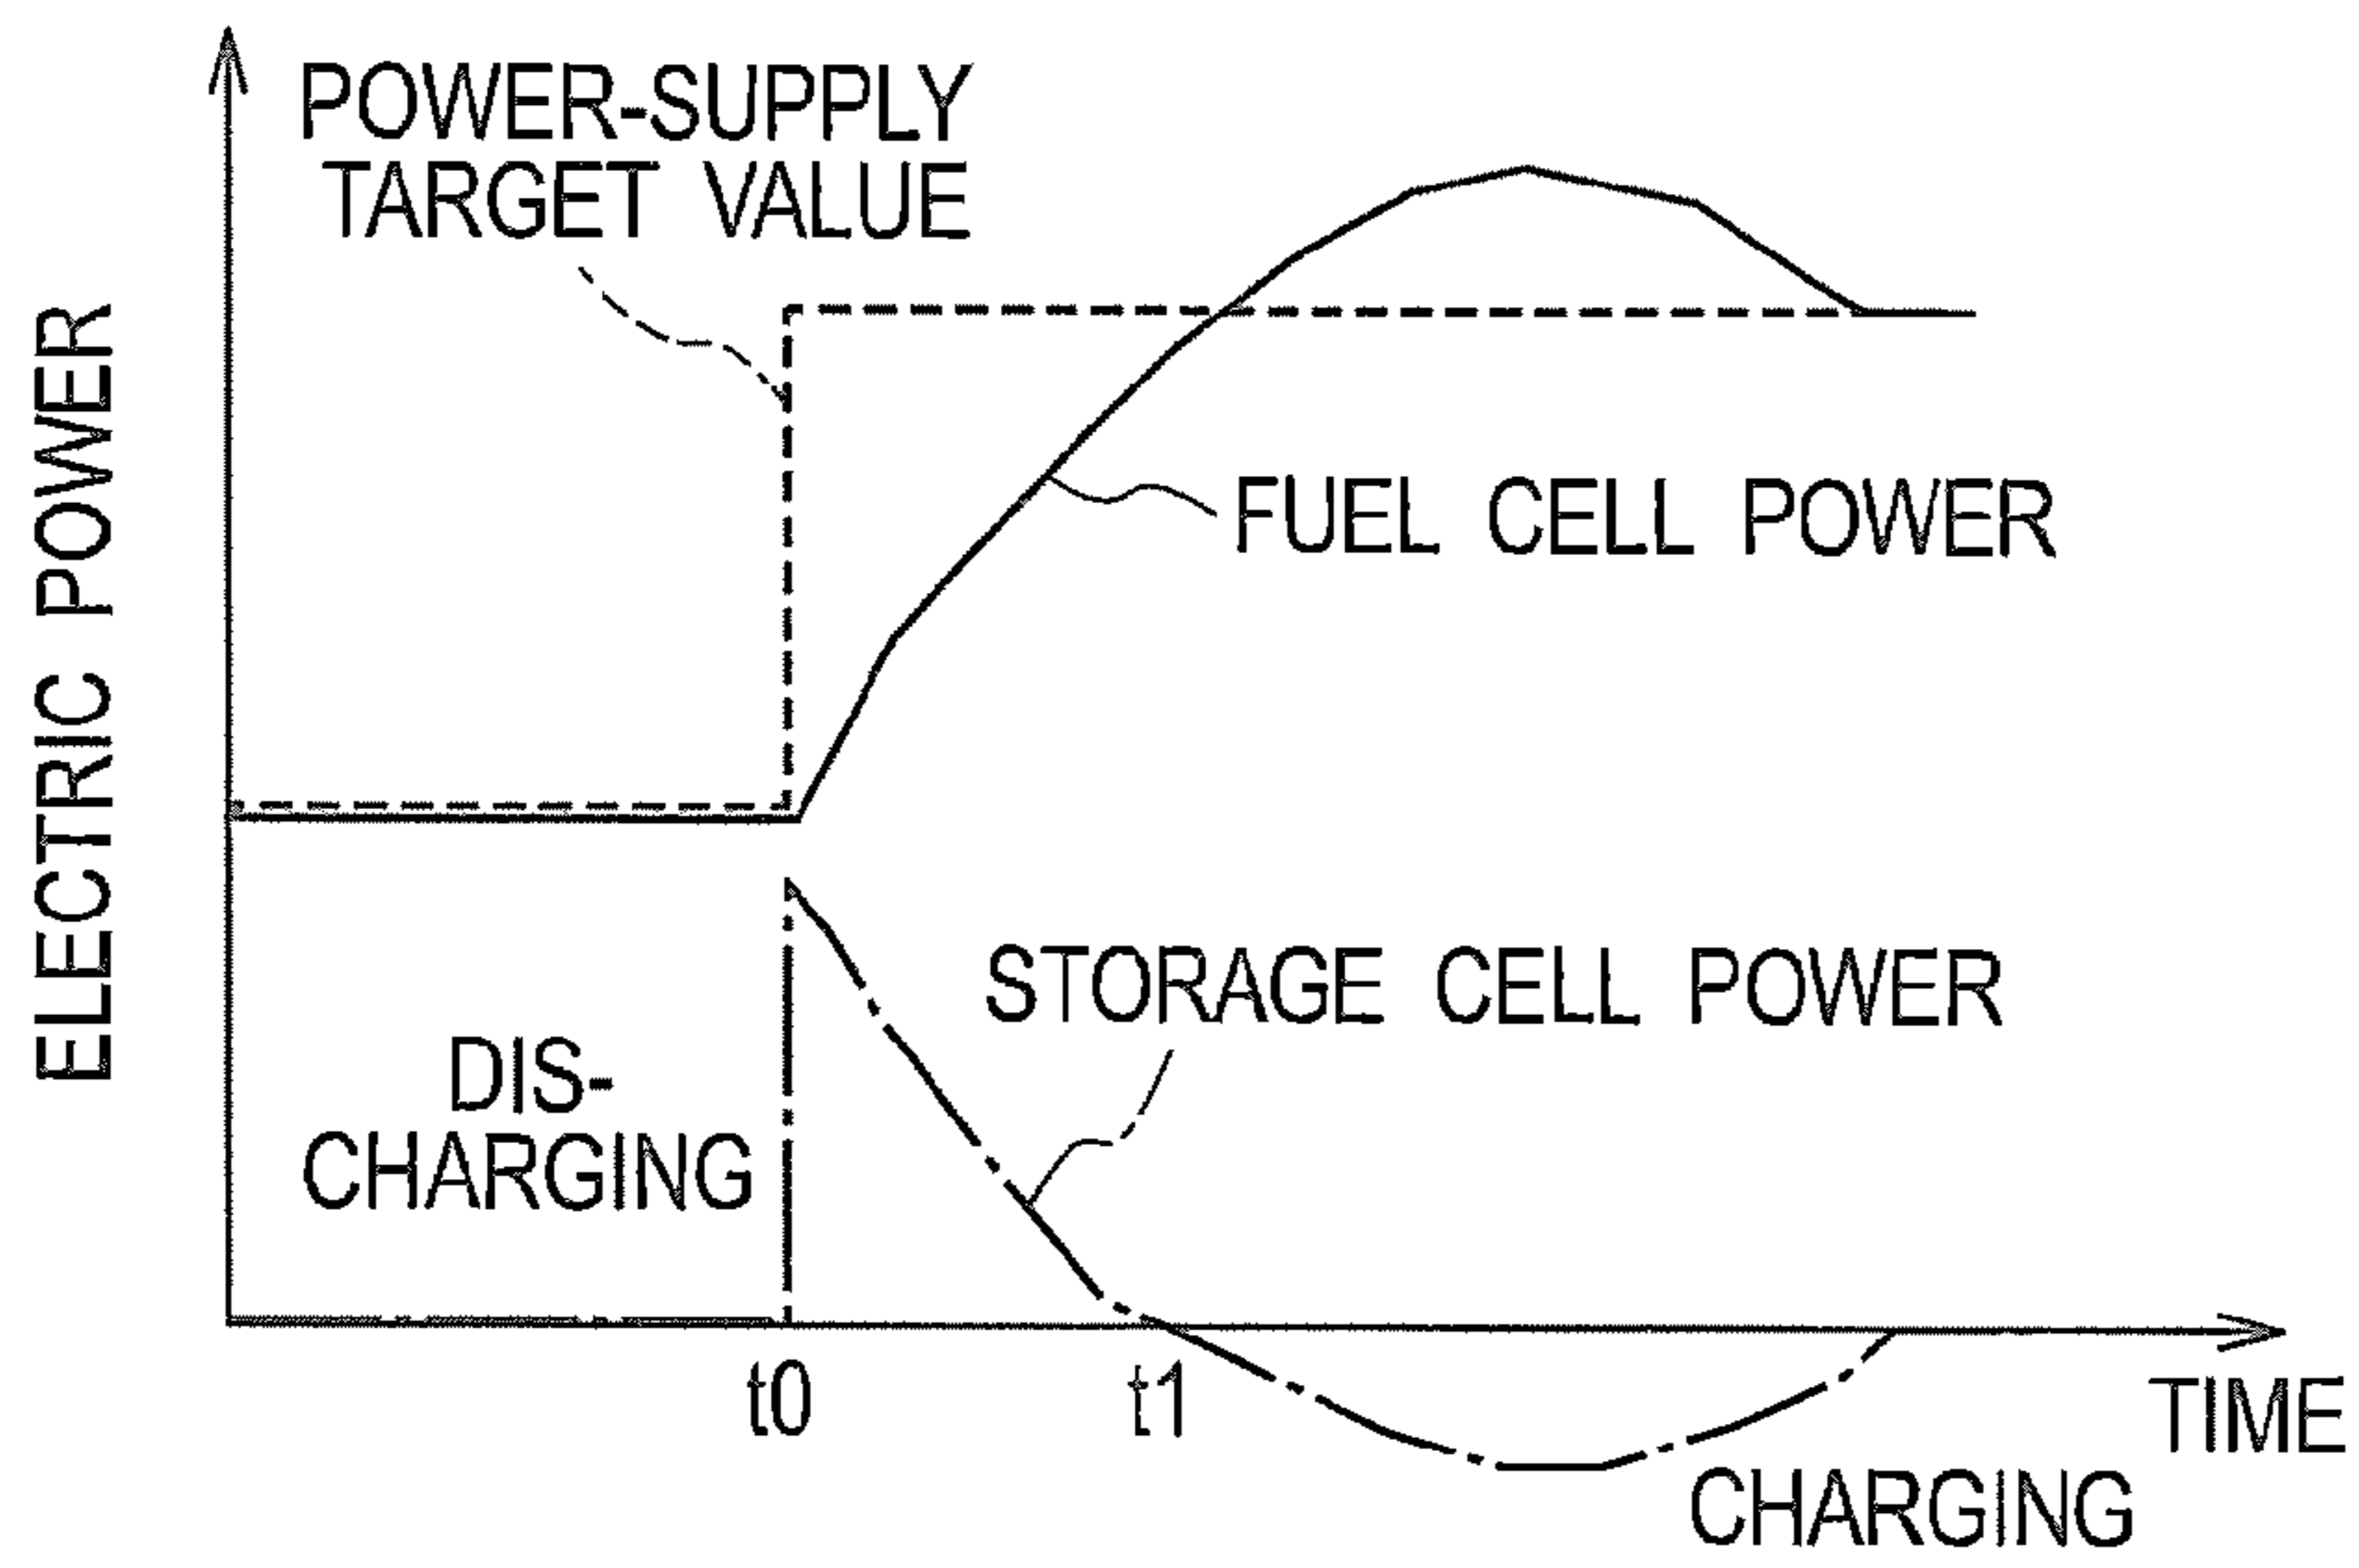 POWER-SUPPLY
TARGET VALUE
ELECTRIC POWER
FUEL CELL POWER
STORAGE CELL POWER
DIS-
CHARGING
t0
t1
TIME
CHARGING